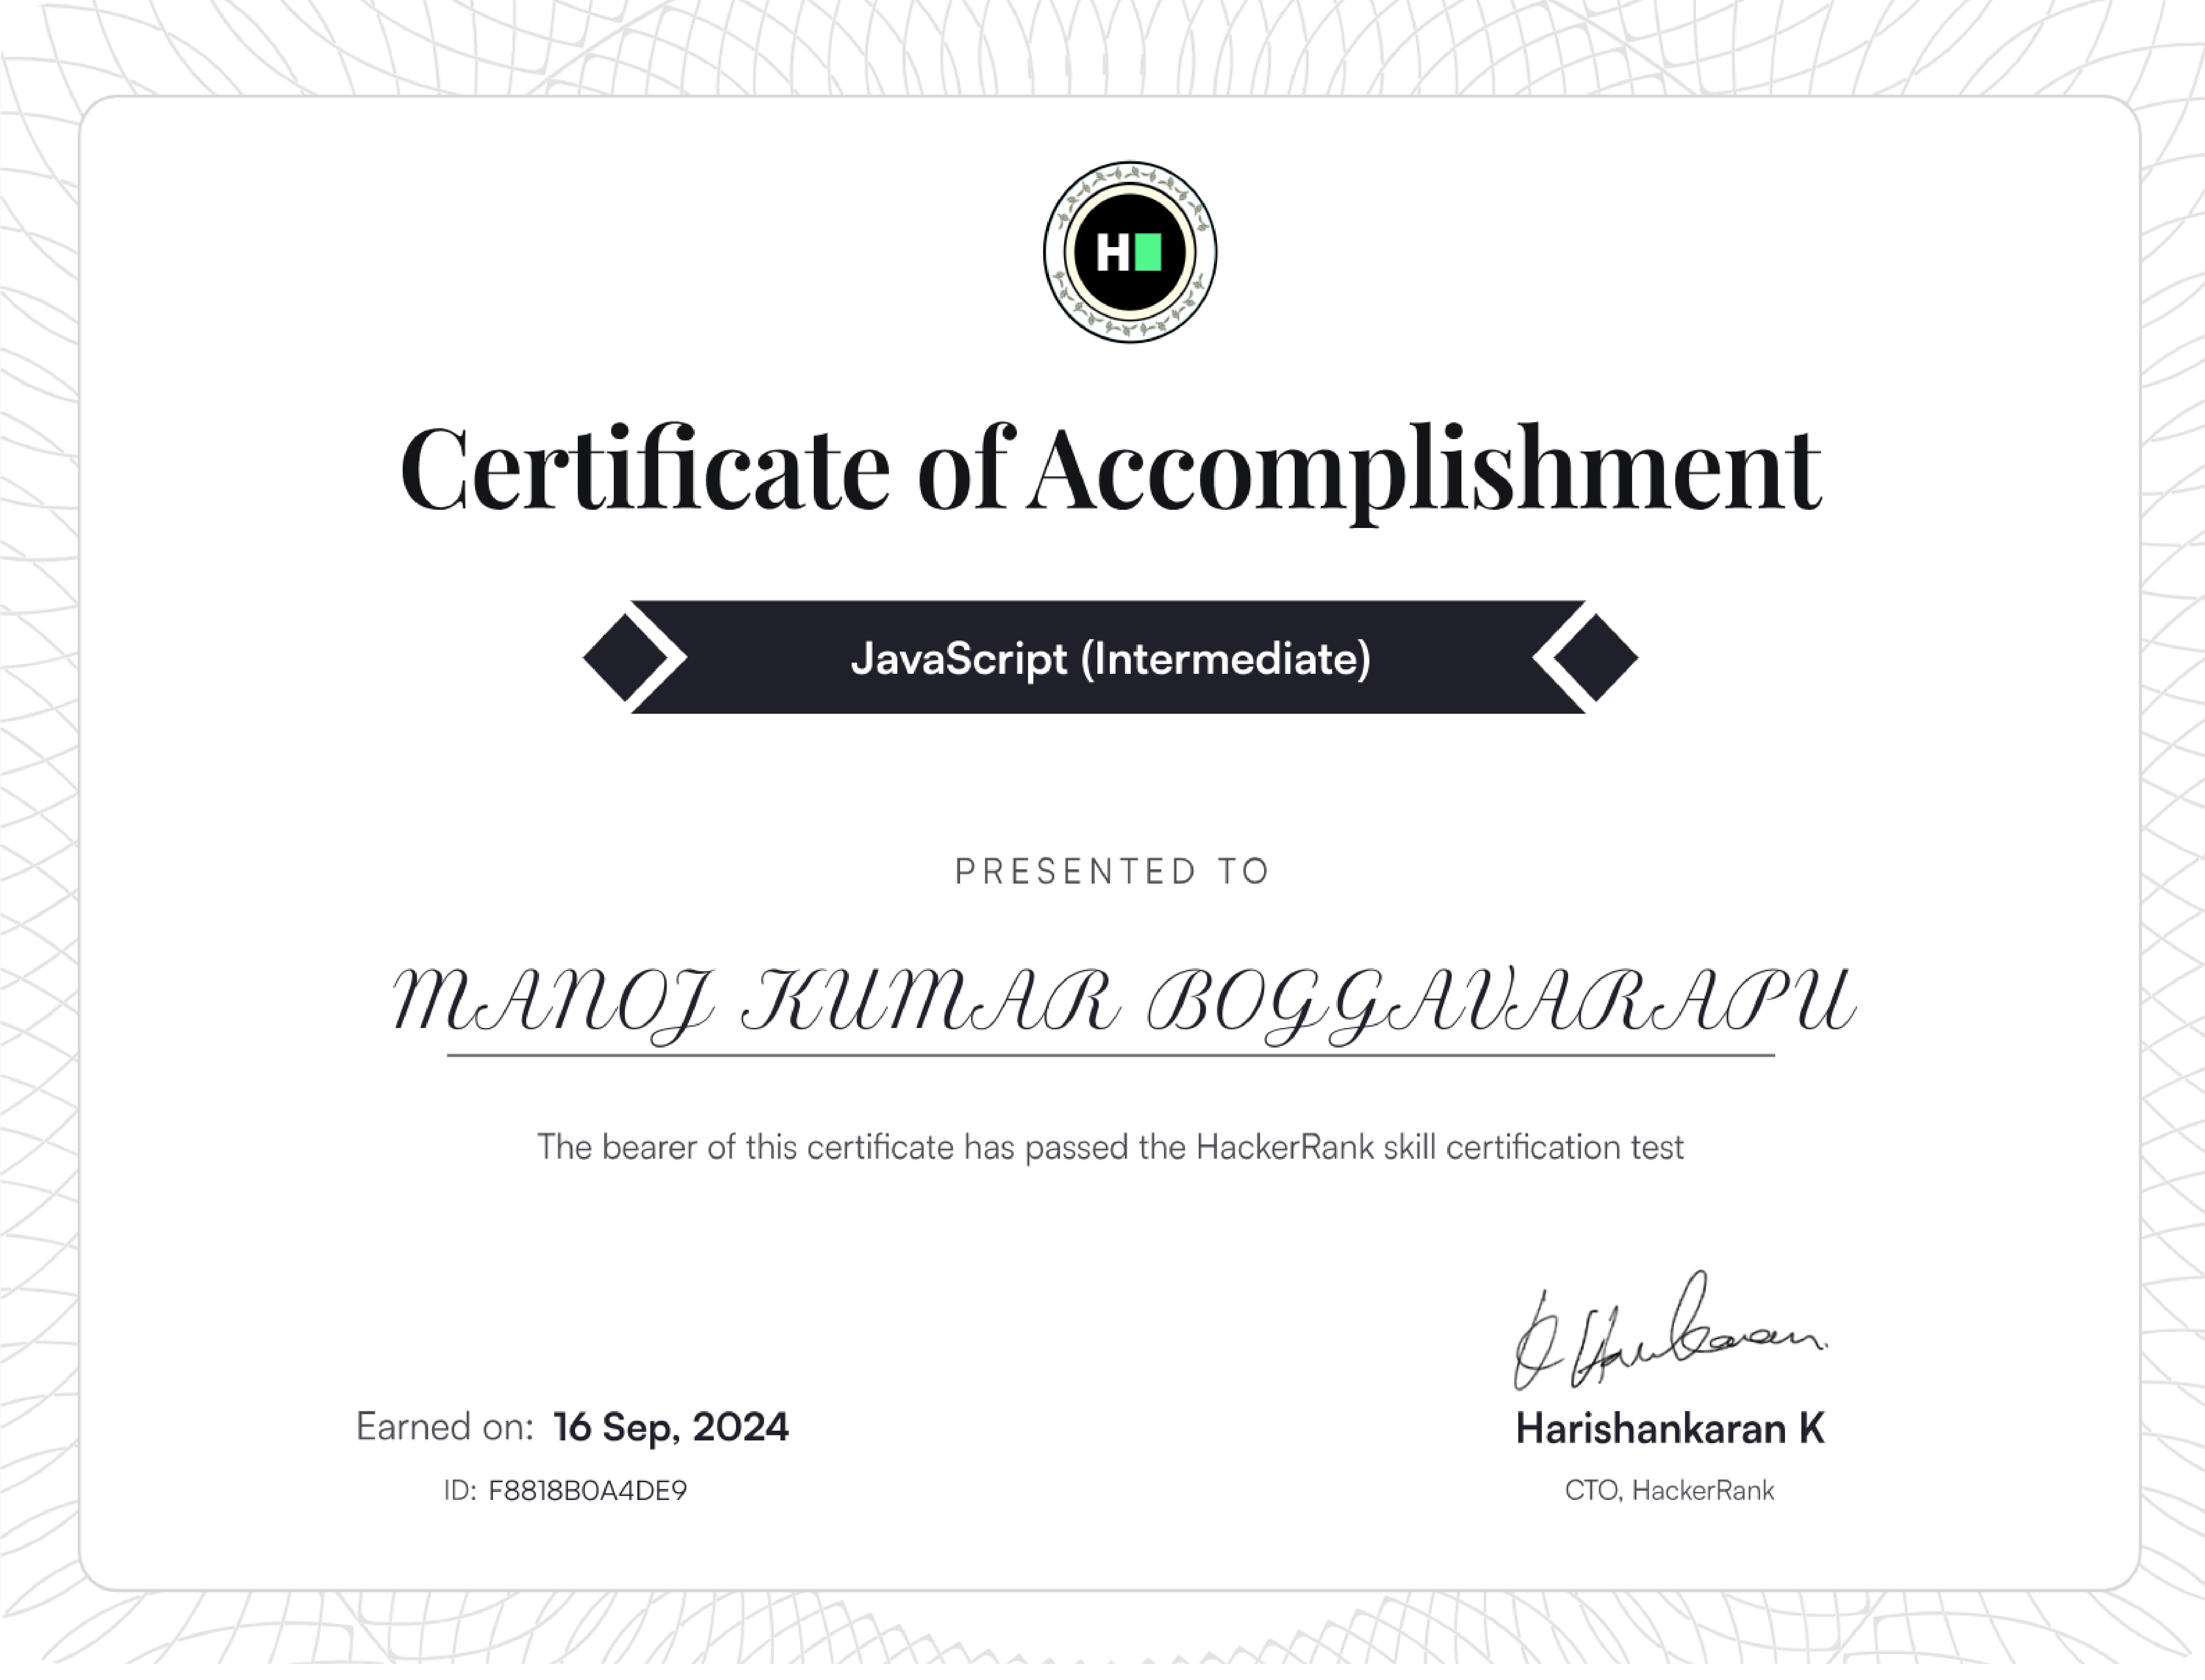 H
Certificate of Accomplishment
JavaScript (Intermediate)
PRESENTED TO
MANOJ KUMAR BOGGAVARAPU
The bearer of this certificate has passed the HackerRank skill certification test
Earned on: 16 Sep, 2024
ID: F8818B0A4DE9
K Harikaran.
Harishankaran K
CTO, HackerRank